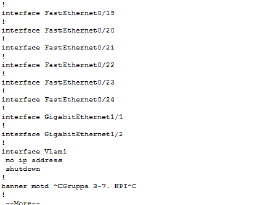 !
interface FastEthernet0/19
!
interface FastEthernet0/20
!
interface FastEthernet0/21
!
interface FastEthernet0/22
!
interface FastEthernet0/23
!
interface FastEthernet0/24
!
interface GigabitEthernet1/1
!
interface GigabitEthernet1/2
!
interface Vlan1
no ip address
shutdown
!
banner motd ^CGruppa 3-7. KPI^C
!
--More--